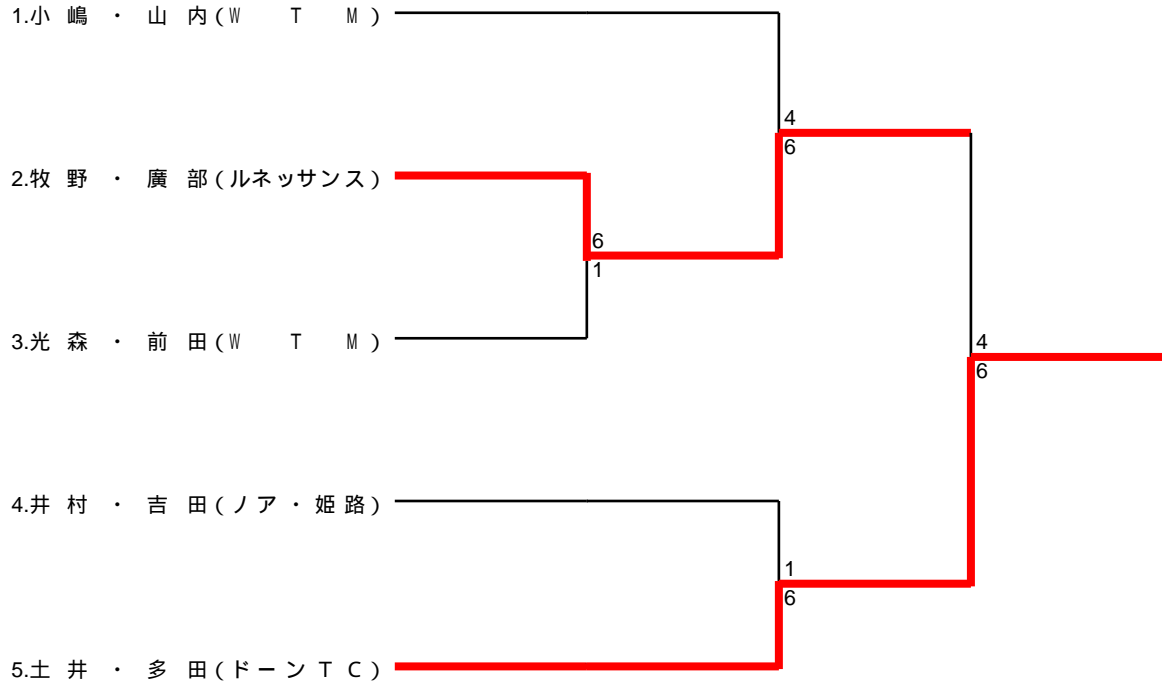 1.小 嶋 ・ 山 内(W T M)
4
6
2.牧 野 ・ 廣 部(ルネッサンス)
6
1
3.光 森 ・ 前 田(W T M)
4
6
4.井 村 ・ 吉 田(ノア・姫路)
1
6
5.土 井 ・ 多 田(ドーンTC)